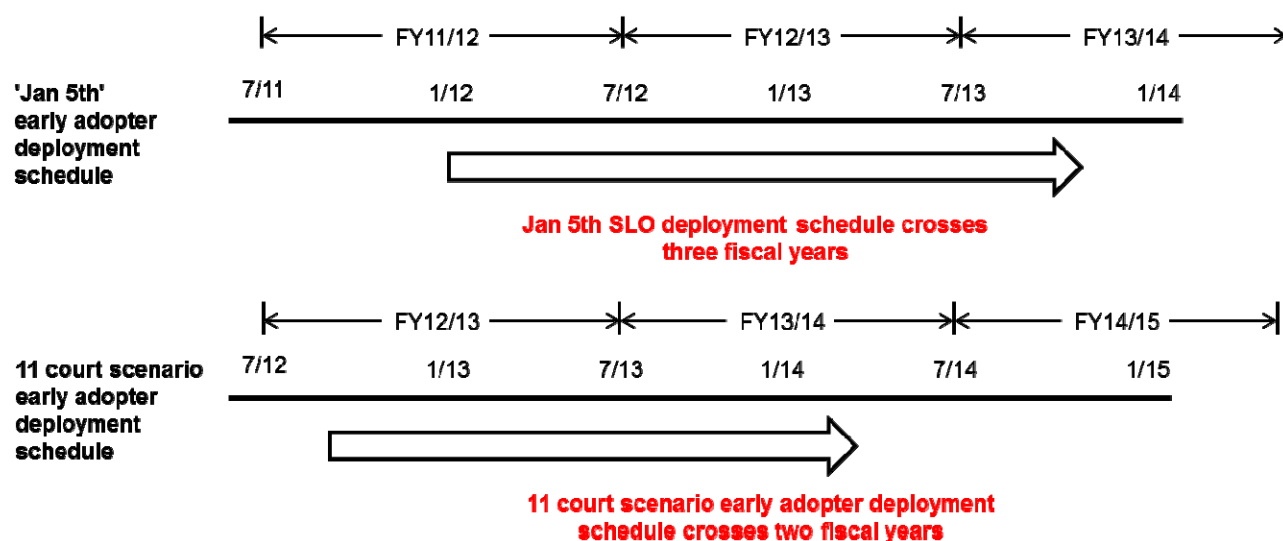 FY11/12 FY12/13 FY13/14
7/11 1/12 7/12 1/13 7/13 1/14
'Jan 5th'
early adopter
deployment
schedule
Jan 5th SLO deployment schedule crosses
three fiscal years
FY12/13 FY13/14 FY14/15
7/12 1/13 7/13 1/14 7/14 1/15
11 court scenario
early adopter
deployment
schedule
11 court scenario early adopter deployment
schedule crosses two fiscal years